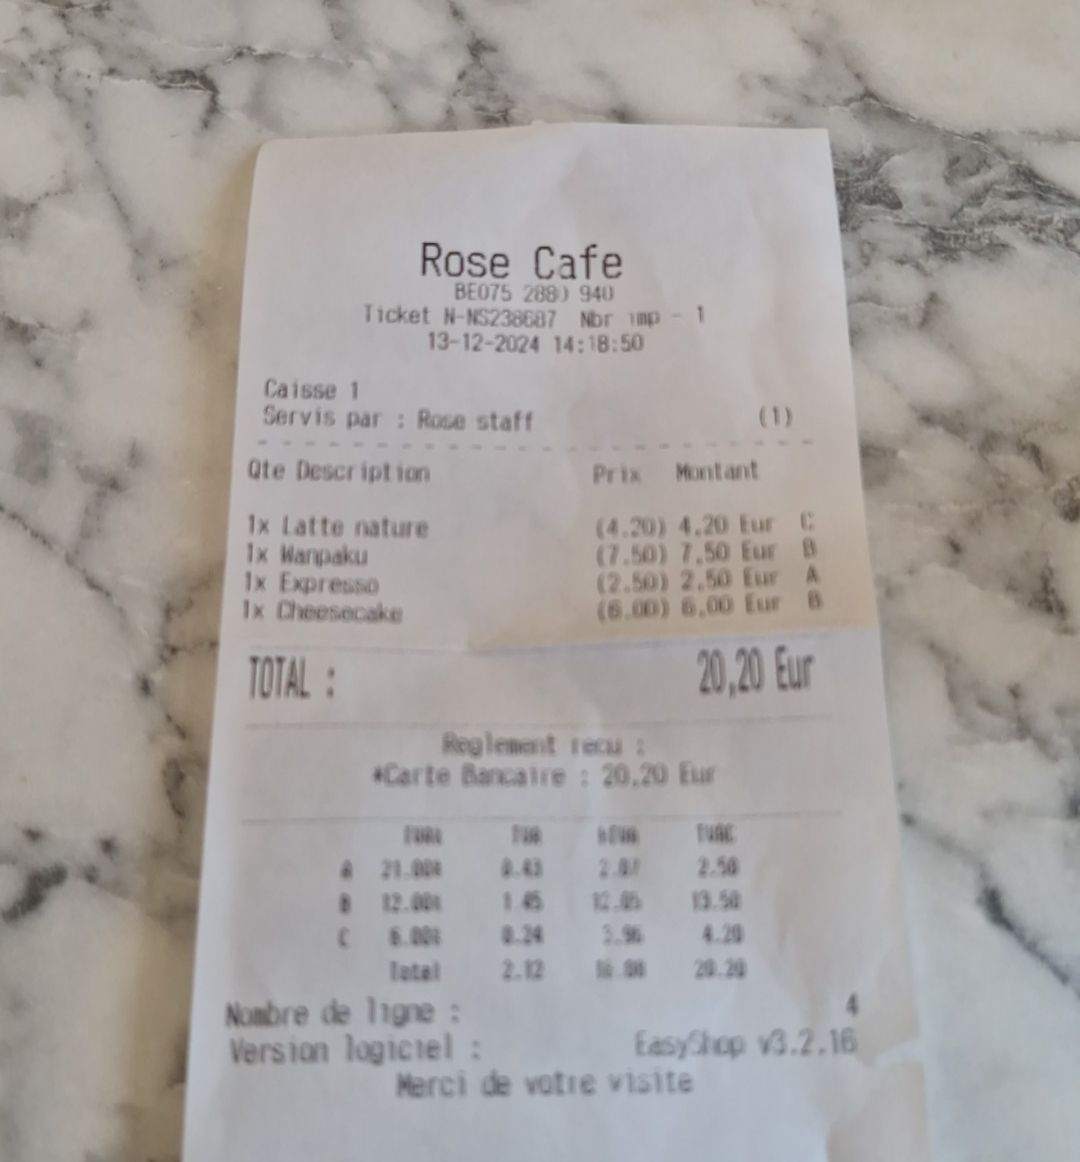 Rose Cafe
BE075 288) 940
Ticket N-NS238687 Nbr imp - 1
13-12-2024 14:18:50
Caisse 1
Servis par : Rose staff (1)
Qte Description Prix Montant
1x Latte nature (4.20) 4,20 Eur C
1x Wanpaku (7.50) 7,50 Eur B
1x Expresso (2.50) 2,50 Eur A
1x Cheesecake (6.00) 6,00 Eur B
TOTAL : 20,20 Eur
Reglement recu :
*Carte Bancaire : 20,20 Eur
TVA% TVA HTVA TVAC
A 21.00% 0.43 2.07 2.50
B 12.00% 1.45 12.05 13.50
C 6.00% 0.24 3.96 4.20
Total 2.12 18.08 20.20
Nombre de ligne : 4
Version logiciel : EasyShop v3.2.16
Merci de votre visite